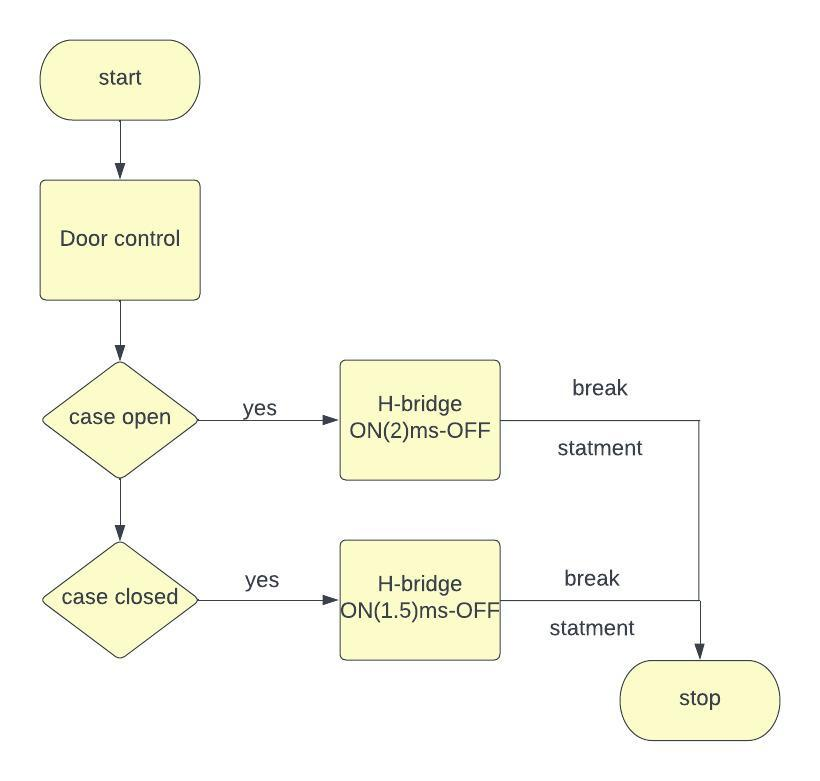 start
Door control
case open
yes
H-bridge
ON(2)ms-OFF
break
statment
case closed
yes
H-bridge
ON(1.5)ms-OFF
break
statment
stop